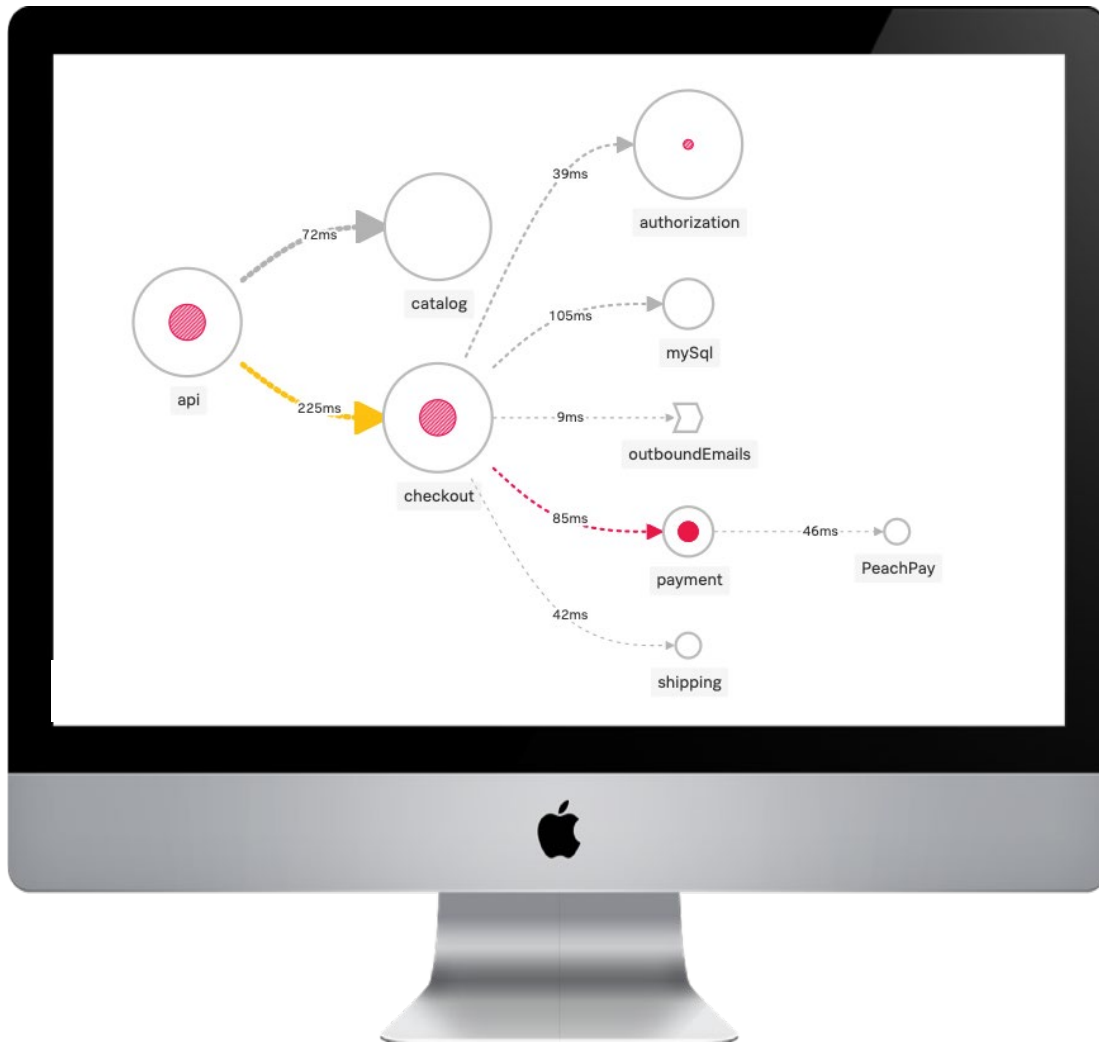 39ms
authorization
72ms
catalog
105ms
mySql
api
225ms
9ms
outboundEmails
checkout
85ms
46ms
payment
PeachPay
42ms
shipping